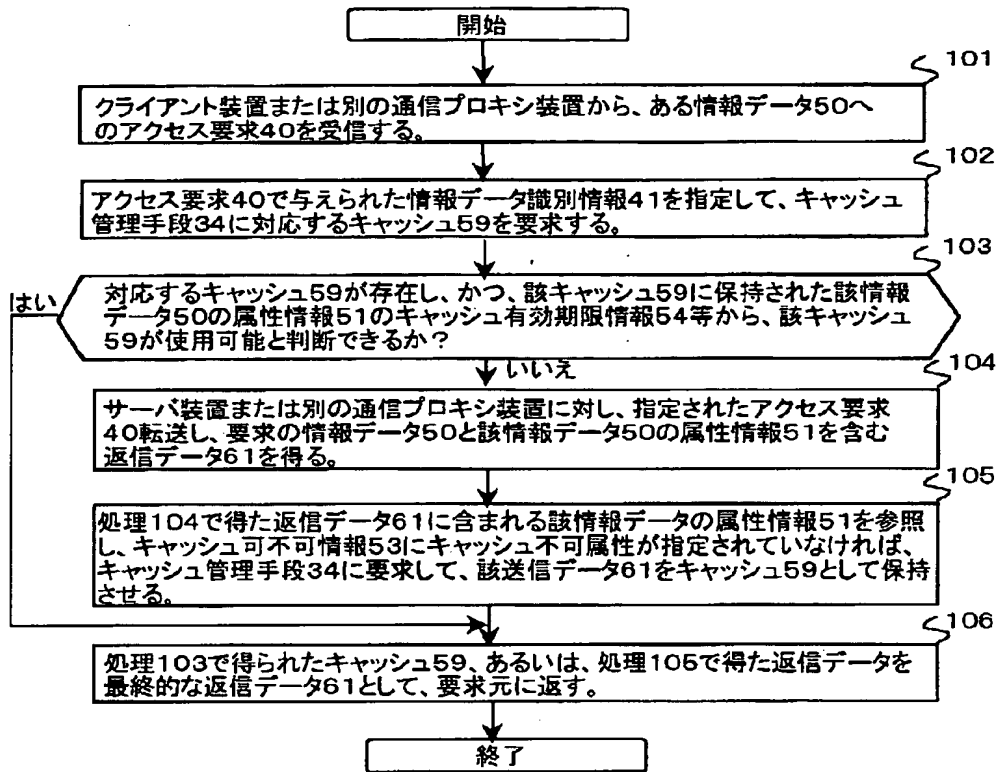 開始
101
クライアント装置または別の通信プロキシ装置から、ある情報データ50へ
のアクセス要求40を受信する。
102
アクセス要求40で与えられた情報データ識別情報41を指定して、キャッシュ
管理手段34に対応するキャッシュ59を要求する。
103
はい
対応するキャッシュ59が存在し、かつ、該キャッシュ59に保持された該情報
データ50の属性情報51のキャッシュ有効期限情報54等から、該キャッシュ
59が使用可能と判断できるか？
いいえ
104
サーバ装置または別の通信プロキシ装置に対し、指定されたアクセス要求
40転送し、要求の情報データ50と該情報データ50の属性情報51を含む
返信データ61を得る。
105
処理104で得た返信データ61に含まれる該情報データの属性情報51を参照
し、キャッシュ可不可情報53にキャッシュ不可属性が指定されていなければ、
キャッシュ管理手段34に要求して、該送信データ61をキャッシュ59として保持
させる。
106
処理103で得られたキャッシュ59、あるいは、処理105で得た返信データを
最終的な返信データ61として、要求元に返す。
終了